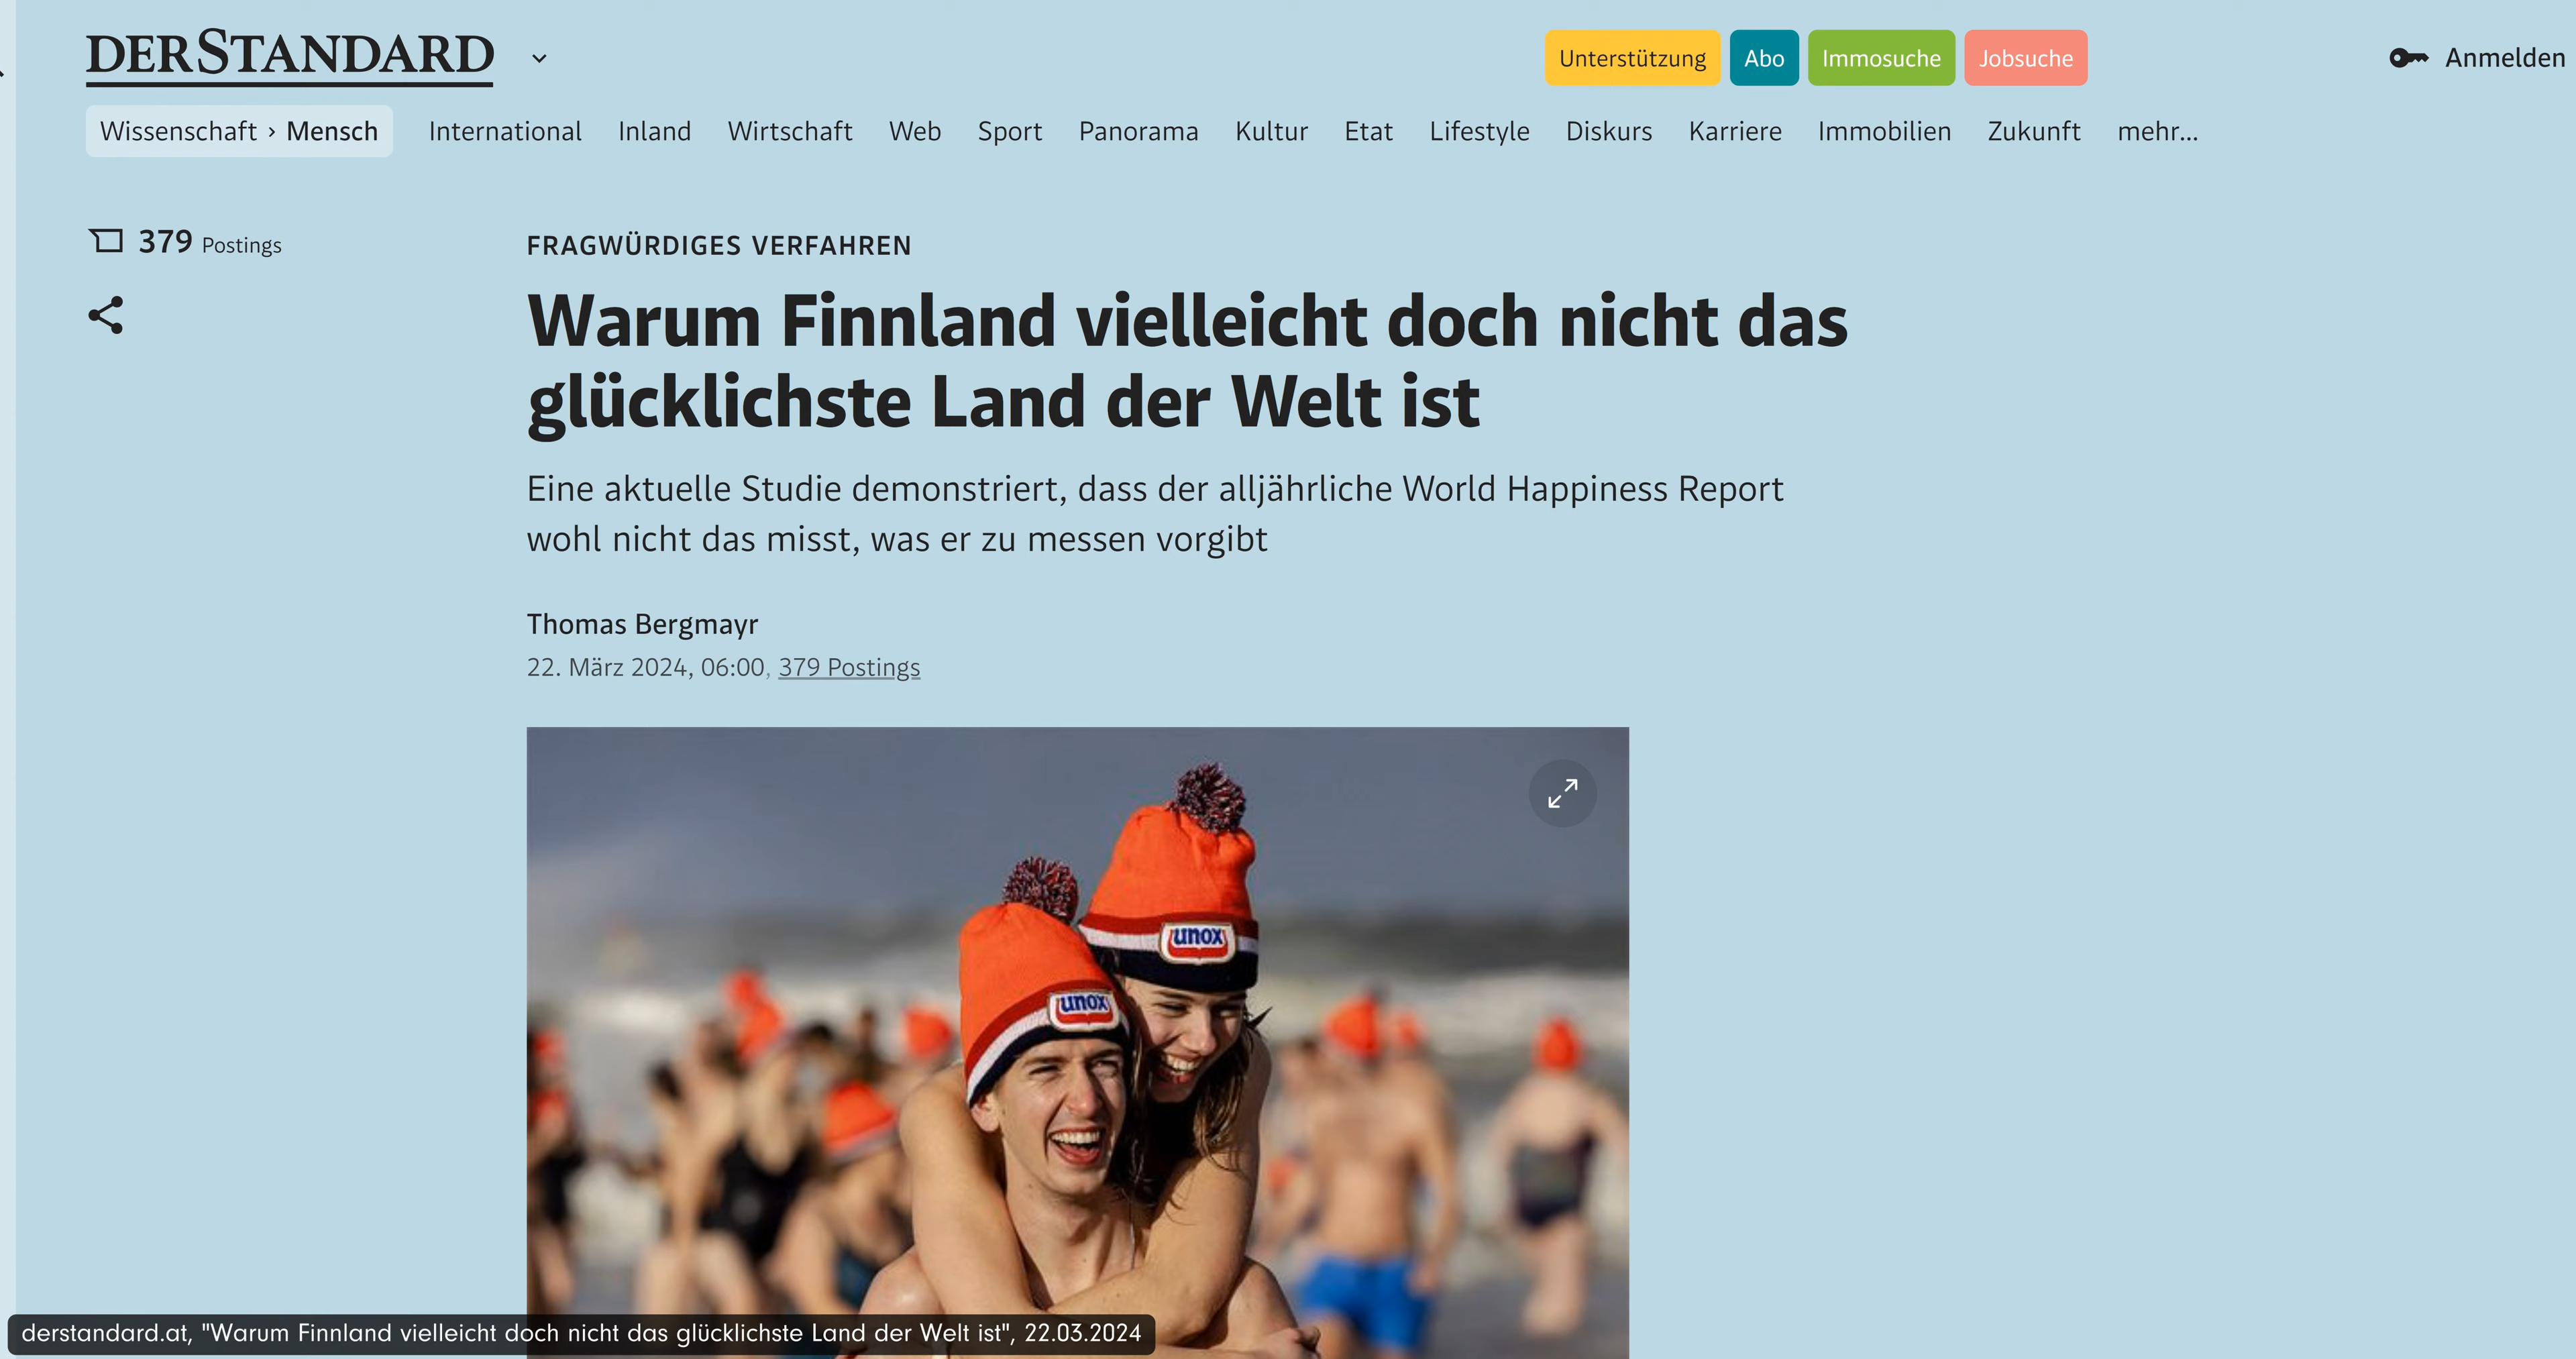 DERSTANDARD
Unterstützung
Abo
Immosuche
Jobsuche
Anmelden
Wissenschaft › Mensch
International
Inland
Wirtschaft
Web
Sport
Panorama
Kultur
Etat
Lifestyle
Diskurs
Karriere
Immobilien
Zukunft
mehr...
379 Postings
FRAGWÜRDIGES VERFAHREN
Warum Finnland vielleicht doch nicht das
glücklichste Land der Welt ist
Eine aktuelle Studie demonstriert, dass der alljährliche World Happiness Report
wohl nicht das misst, was er zu messen vorgibt
Thomas Bergmayr
22. März 2024, 06:00, 379 Postings
unox
unox
derstandard.at, "Warum Finnland vielleicht doch nicht das glücklichste Land der Welt ist", 22.03.2024